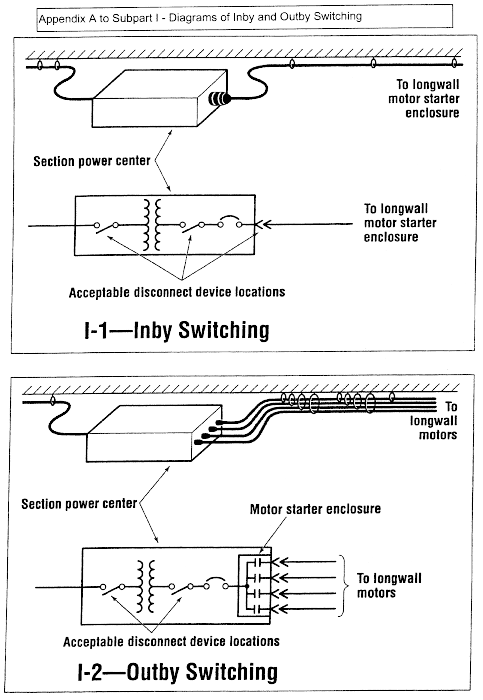 Appendix A to Subpart I - Diagrams of Inby and Outby Switching
To longwall
motor starter
enclosure
Section power center
To longwall
motor starter
enclosure
Acceptable disconnect device locations
I-1—Inby Switching
To
longwall
motors
Section power center
Motor starter enclosure
To longwall
motors
Acceptable disconnect device locations
I-2—Outby Switching